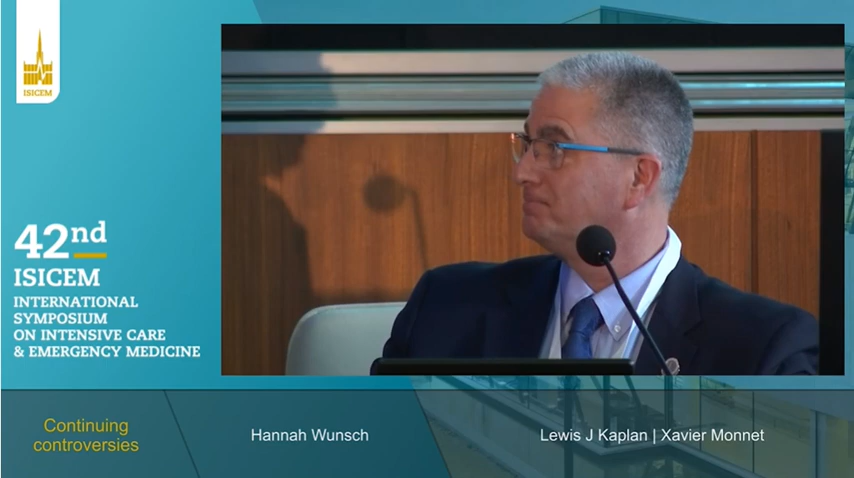 ISICEM
42nd
ISICEM
INTERNATIONAL
SYMPOSIUM
ON INTENSIVE CARE
& EMERGENCY MEDICINE
Continuing
controversies
Hannah Wunsch
Lewis J Kaplan | Xavier Monnet